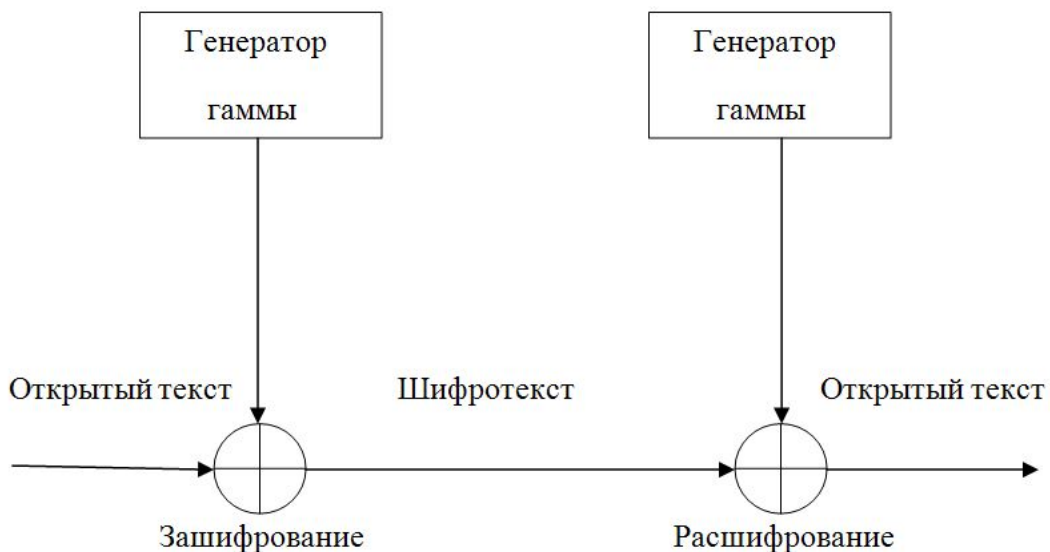 Генератор
гаммы
Генератор
гаммы
Открытый текст
Шифротекст
Открытый текст
Зашифрование
Расшифрование